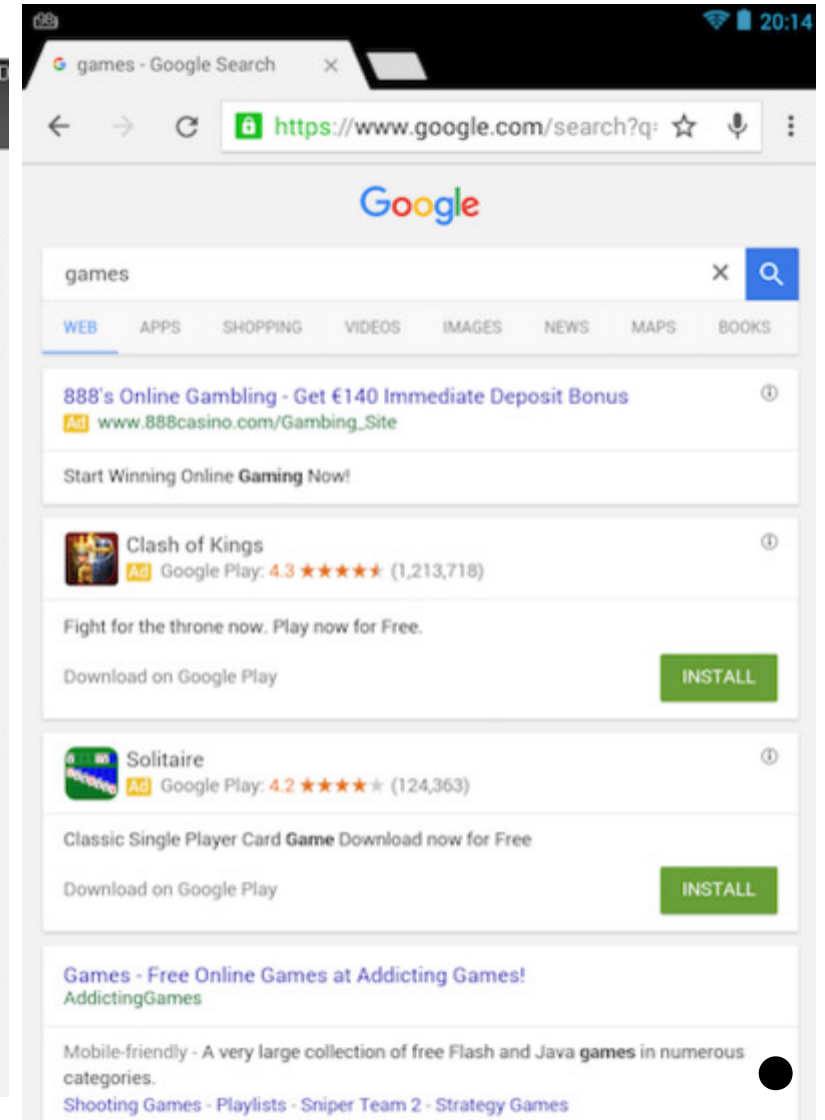 20:14
games - Google Search
https://www.google.com/search?q=
Google
games
WEB APPS SHOPPING VIDEOS IMAGES NEWS MAPS BOOKS
888's Online Gambling - Get €140 Immediate Deposit Bonus
Ad www.888casino.com/Gambing_Site
Start Winning Online Gaming Now!
Clash of Kings
Ad Google Play: 4.3 ★★★★★ (1,213,718)
Fight for the throne now. Play now for Free.
Download on Google Play
INSTALL
Solitaire
Ad Google Play: 4.2 ★★★★★ (124,363)
Classic Single Player Card Game Download now for Free
Download on Google Play
INSTALL
Games - Free Online Games at Addicting Games!
AddictingGames
Mobile-friendly - A very large collection of free Flash and Java games in numerous
categories.
Shooting Games - Playlists - Sniper Team 2 - Strategy Games